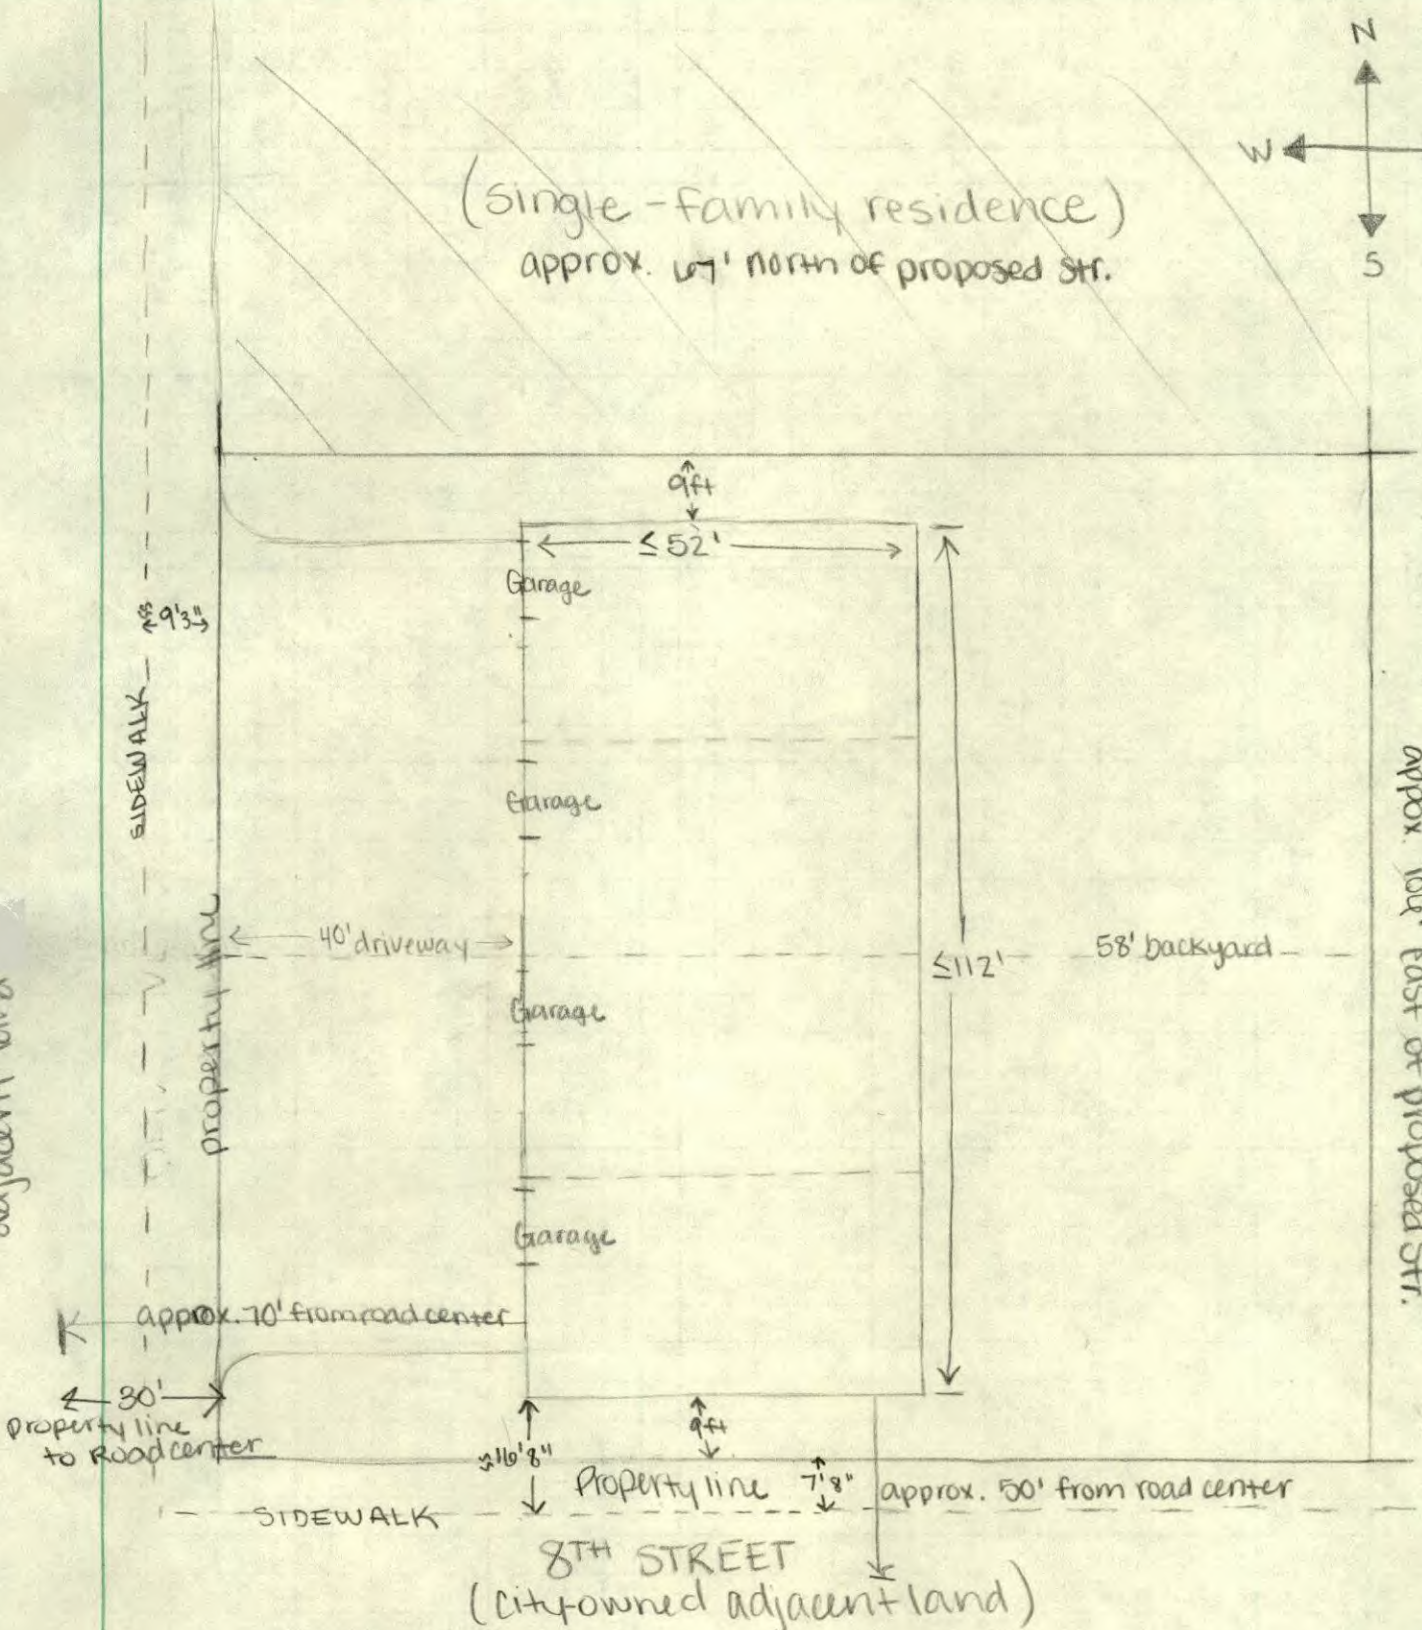 N
W
S
(single-family residence)
approx. 67' north of proposed str.
9ft
≤ 52'
Garage
≈9'3"
SIDEWALK
Garage
property line
40' driveway
≤112'
58' backyard
Garage
approx. east of proposed str.
adjacent land
Garage
approx. 70' from road center
30'
property line
to Road center
≈16'8"
9ft
Property line
7'8"
approx. 50' from road center
SIDEWALK
8TH STREET
(city-owned adjacent land)